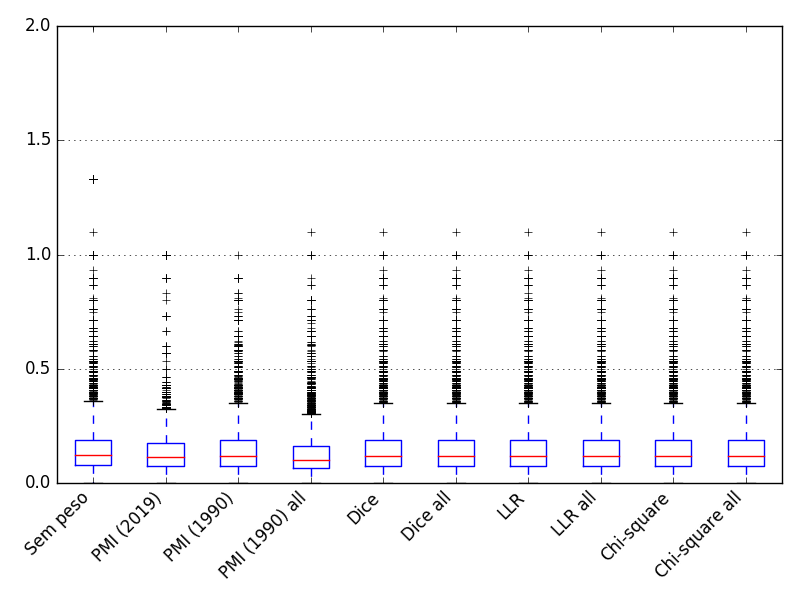 2.0
1.5
1.0
0.5
0.0
Sem peso
PMI (2019)
PMI (1990)
PMI (1990) all
Dice
Dice all
LLR
LLR all
Chi-square
Chi-square all